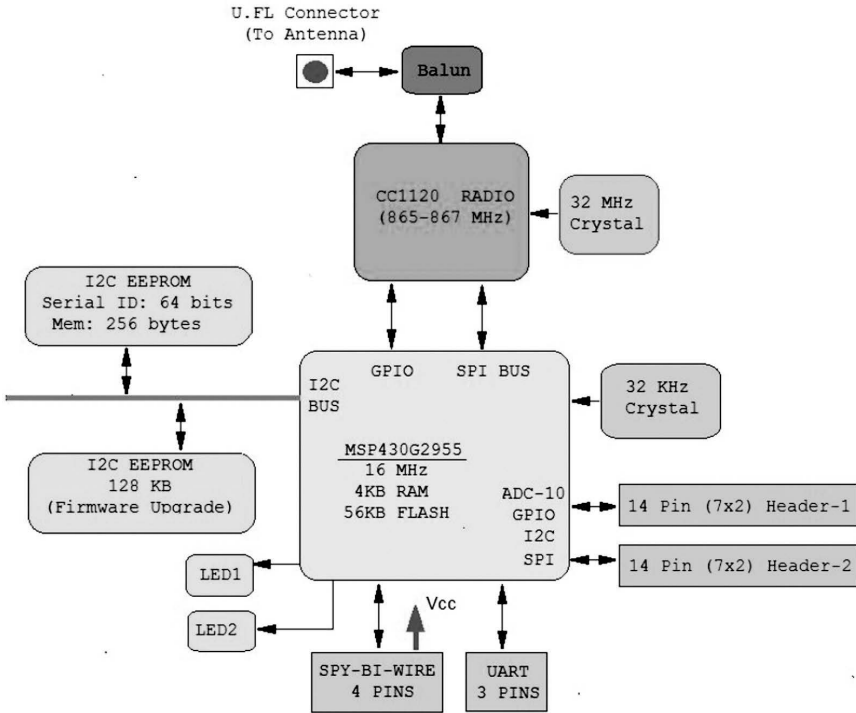 U.FL Connector
(To Antenna)
Balun
CC1120 RADIO
(865-867 MHz)
32 MHz
Crystal
I2C EEPROM
Serial ID: 64 bits
Mem: 256 bytes
GPIO
SPI BUS
I2C
BUS
32 KHz
Crystal
MSP430G2955
16 MHz
4KB RAM
56KB FLASH
I2C EEPROM
128 KB
(Firmware Upgrade)
ADC-10
GPIO
I2C
SPI
14 Pin (7x2) Header-1
14 Pin (7x2) Header-2
LED1
LED2
Vcc
SPY-BI-WIRE
4 PINS
UART
3 PINS